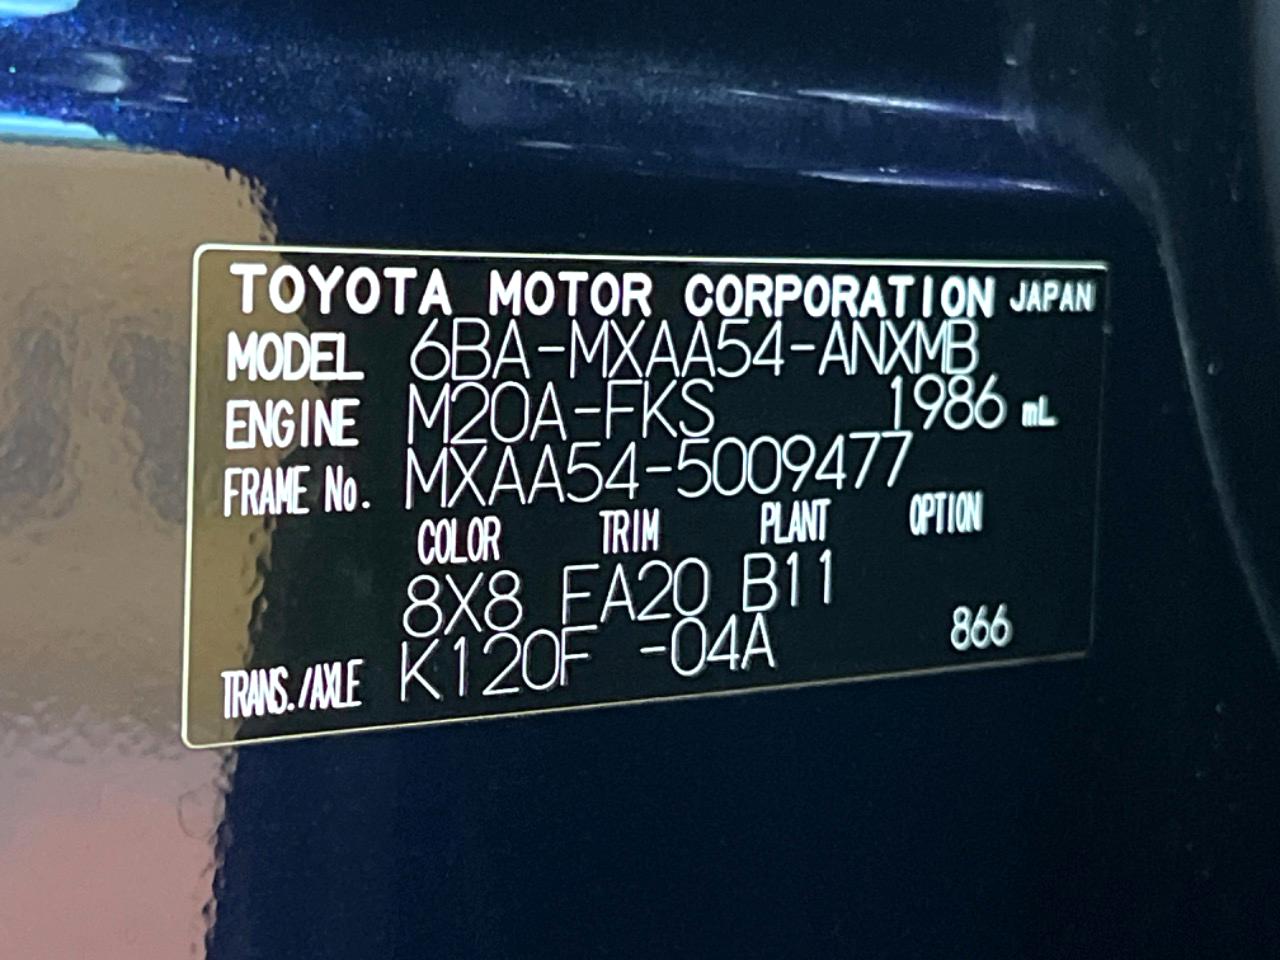 TOYOTA MOTOR CORPORATION JAPAN
MODEL 6BA-MXAA54-ANXMB
ENGINE M20A-FKS 1986 mL
FRAME No. MXAA54-5009477
COLOR TRIM PLANT OPTION
8X8 EA20 B11
TRANS./AXLE K120F -04A 866